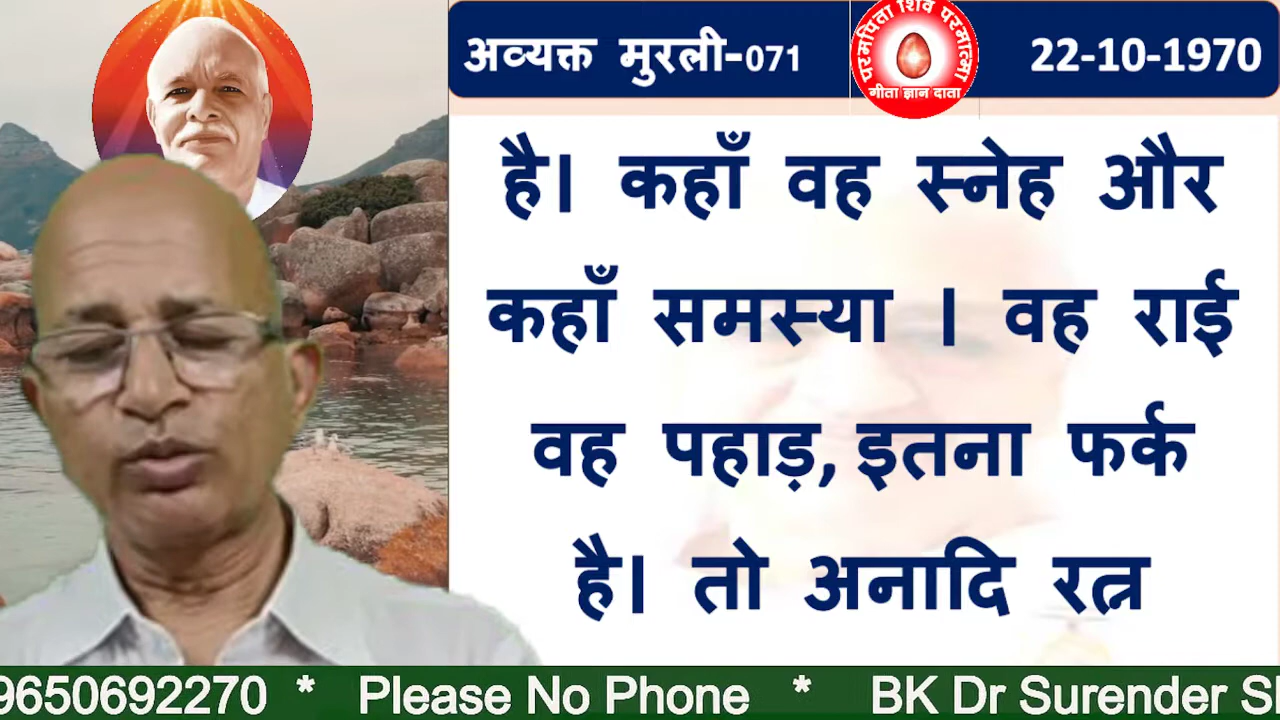 अव्यक्त मुरली-071
परमपिता शिव परमात्मा
गीता ज्ञान दाता
22-10-1970
है। कहाँ वह स्नेह और
कहाँ समस्या । वह राई
वह पहाड़, इतना फर्क
है। तो अनादि रत्न
9650692270 * Please No Phone * BK Dr Surender